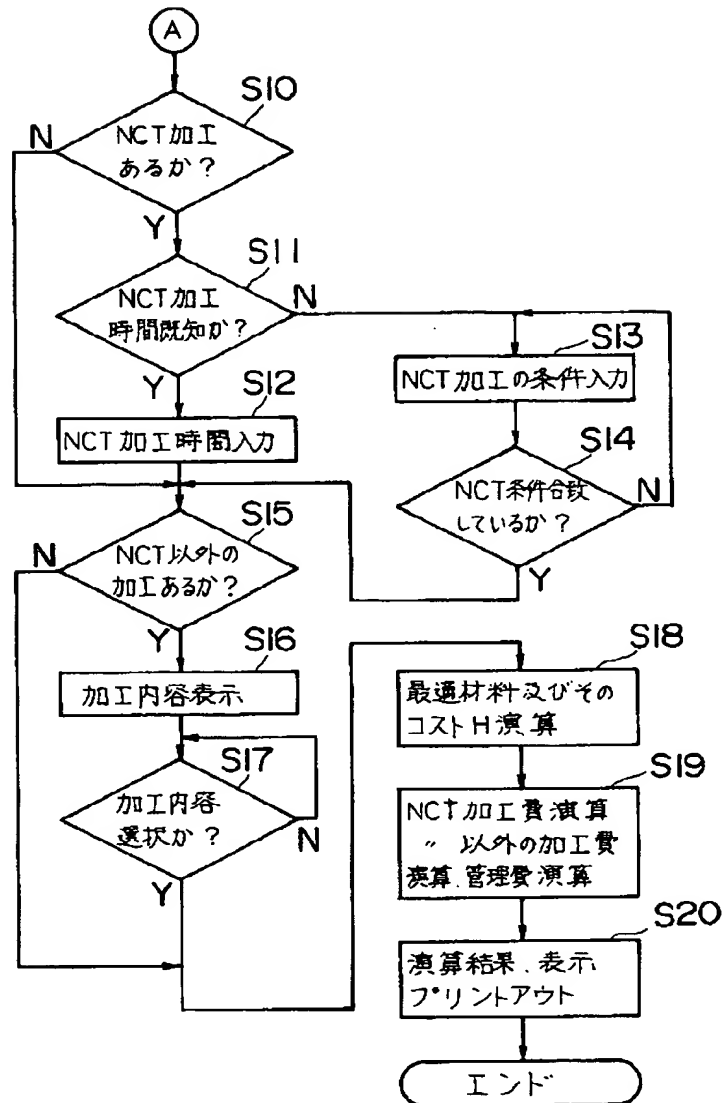 A
S10
N
NCT加工
あるか?
Y
S11
N
NCT加工
時間既知か?
Y
S12
NCT加工時間入力
S13
NCT加工の条件入力
S14
NCT条件合致
しているか?
N
Y
S15
N
NCT以外の
加工あるか?
Y
S16
加工内容表示
S17
加工内容
選択か?
N
Y
S18
最適材料及びその
コストH演算
S19
NCT加工費演算
〃 以外の加工費
演算、管理費演算
S20
演算結果、表示
プリントアウト
エンド